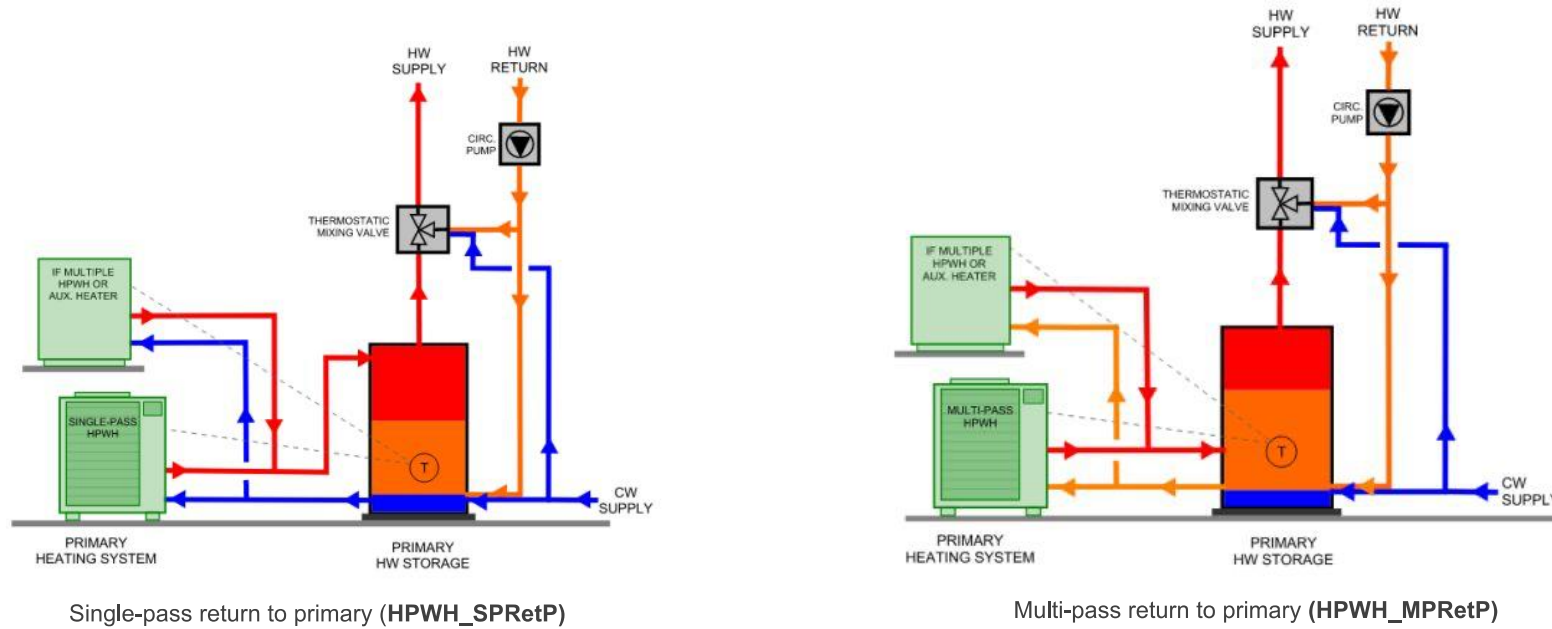 HW
SUPPLY
HW
RETURN
CIRC.
PUMP
THERMOSTATIC
MIXING VALVE
IF MULTIPLE
HPWH OR
AUX. HEATER
SINGLE-PASS
HPWH
T
CW
SUPPLY
PRIMARY
HEATING SYSTEM
PRIMARY
HW STORAGE
Single-pass return to primary (HPWH_SPRetP)
HW
SUPPLY
HW
RETURN
CIRC.
PUMP
THERMOSTATIC
MIXING VALVE
IF MULTIPLE
HPWH OR
AUX. HEATER
MULTI-PASS
HPWH
T
CW
SUPPLY
PRIMARY
HEATING SYSTEM
PRIMARY
HW STORAGE
Multi-pass return to primary (HPWH_MPRetP)